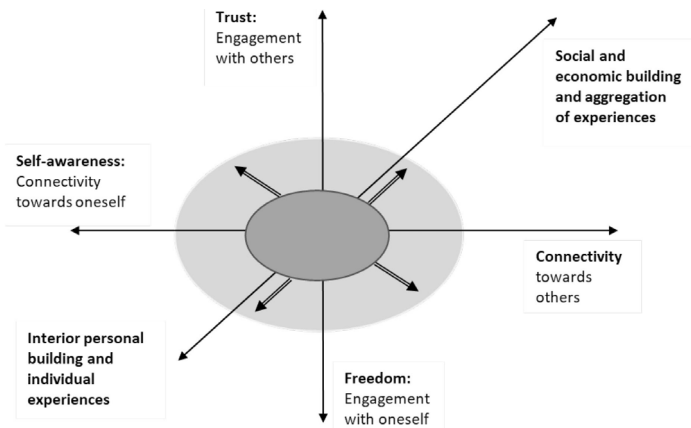 Trust:
Engagement
with others
Social and
economic building
and aggregation
of experiences
Self-awareness:
Connectivity
towards oneself
Connectivity
towards
others
Interior personal
building and
individual
experiences
Freedom:
Engagement
with oneself